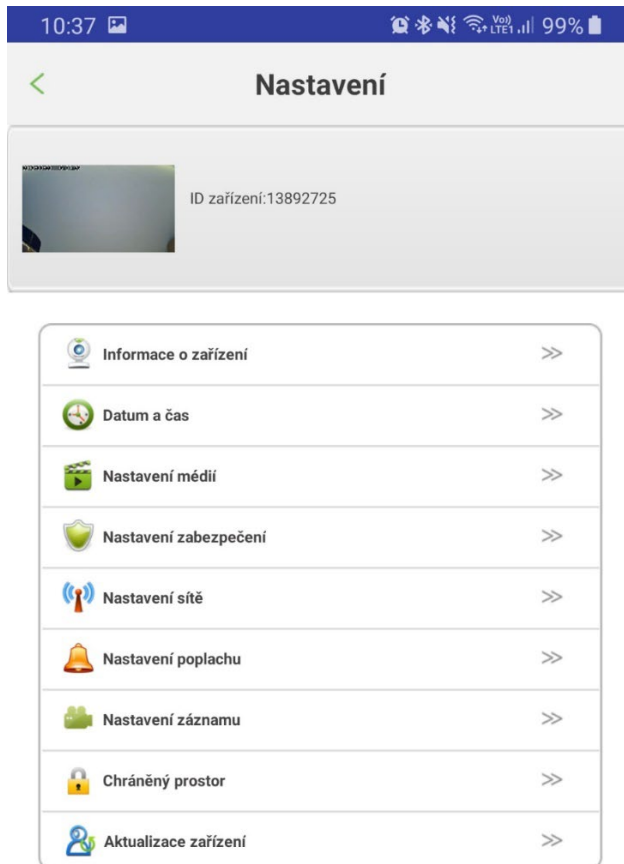 10:37 99%
Nastavení
ID zařízení:13892725
Informace o zařízení
Datum a čas
Nastavení médií
Nastavení zabezpečení
Nastavení sítě
Nastavení poplachu
Nastavení záznamu
Chráněný prostor
Aktualizace zařízení